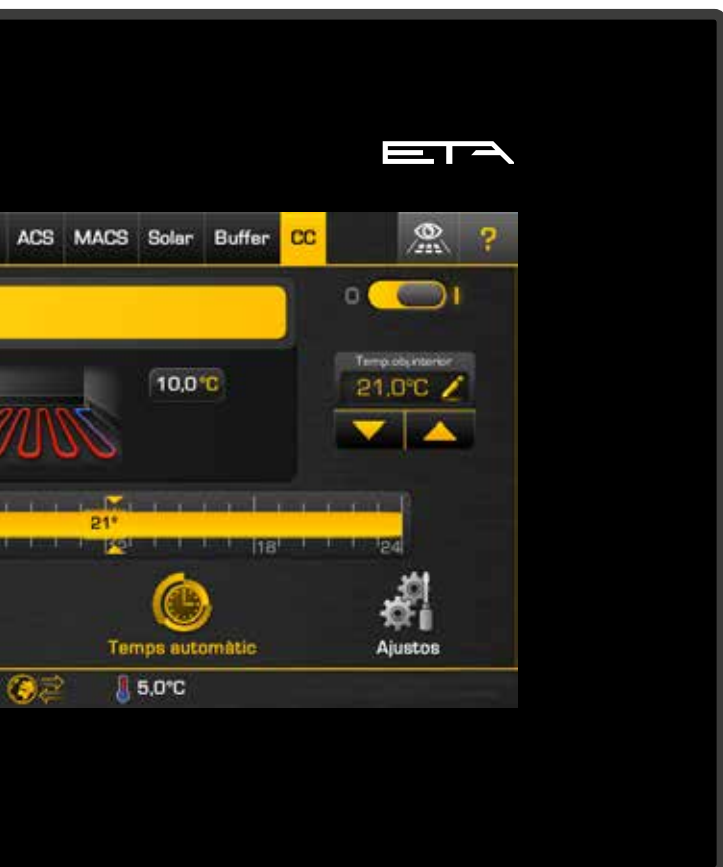 ETA
ACS MACS Solar Buffer CC ?
O I
Temp.obj.interior
10,0°C
21,0°C
21°
12 18 24
Temps automàtic
Ajustos
5,0°C